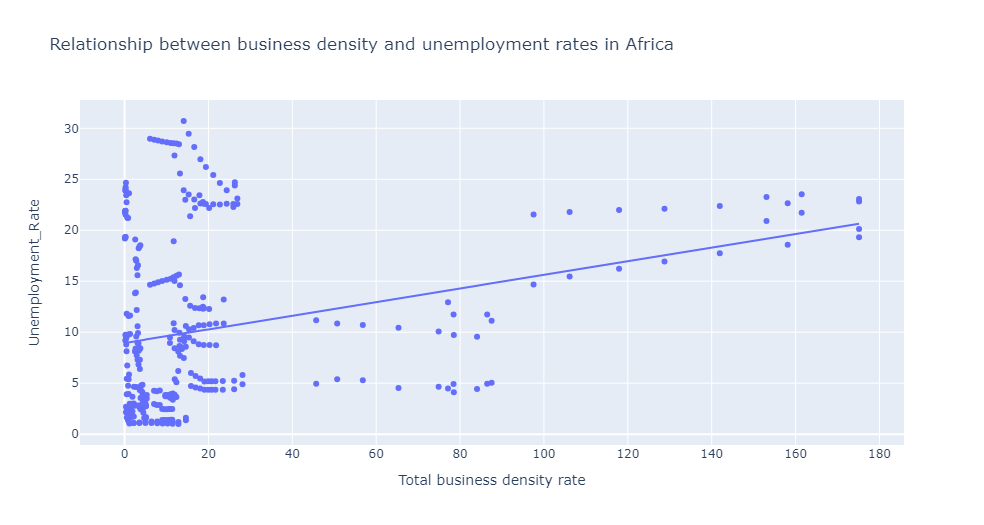 Relationship between business density and unemployment rates in Africa
30
25
20
15
10
5
0
Unemployment_Rate
0 20 40 60 80 100 120 140 160 180
Total business density rate